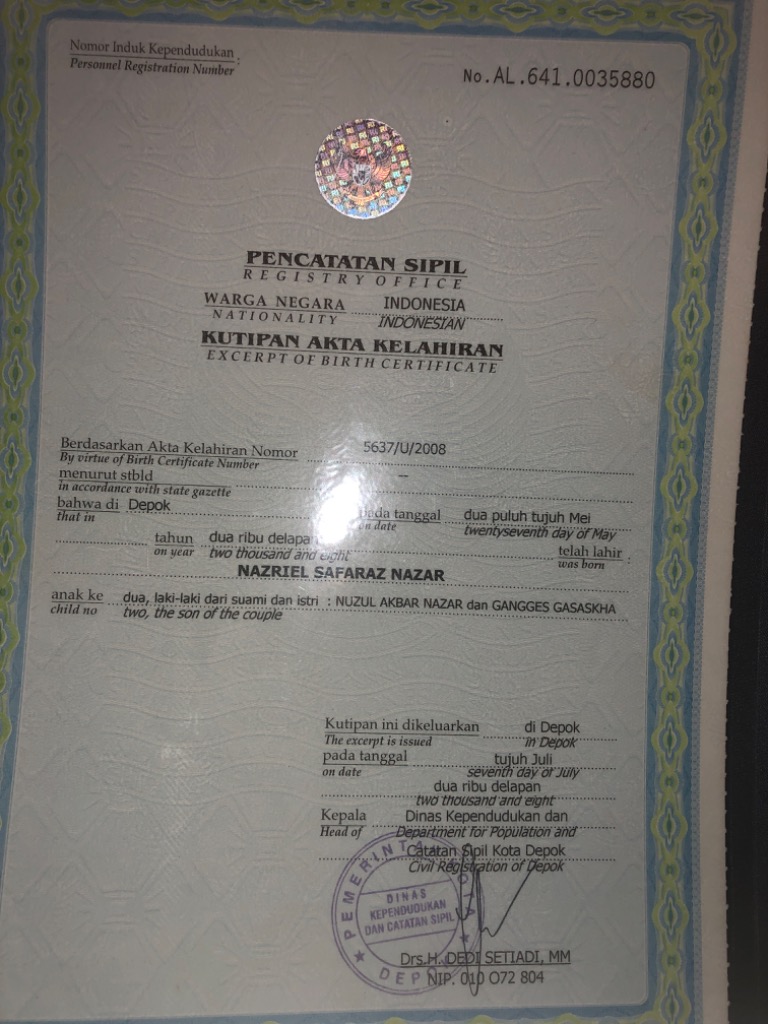 Nomor Induk Kependudukan :
Personnel Registration Number
No.AL.641.0035880
PENCATATAN SIPIL
REGISTRY OFFICE
WARGA NEGARA INDONESIA
NATIONALITY INDONESIAN
KUTIPAN AKTA KELAHIRAN
EXCERPT OF BIRTH CERTIFICATE
Berdasarkan Akta Kelahiran Nomor 5637/U/2008
By virtue of Birth Certificate Number
menurut stbld --
in accordance with state gazette
bahwa di Depok pada tanggal dua puluh tujuh Mei
that in on date twentyseventh day of May
tahun dua ribu delapan telah lahir :
on year two thousand and eight was born
NAZRIEL SAFARAZ NAZAR
anak ke dua, laki-laki dari suami dan istri : NUZUL AKBAR NAZAR dan GANGGES GASASKHA
child no two, the son of the couple
Kutipan ini dikeluarkan di Depok
The excerpt is issued in Depok
pada tanggal tujuh Juli
on date seventh day of July
dua ribu delapan
two thousand and eight
Kepala Dinas Kependudukan dan
Head of Department for Population and
Catatan Sipil Kota Depok
Civil Registration of Depok
PEMERINTA KOTA
DINAS
KEPENDUDUKAN
DAN CATATAN SIPIL
DEPOK
Drs.H. DEDI SETIADI, MM
NIP. 010 O72 804